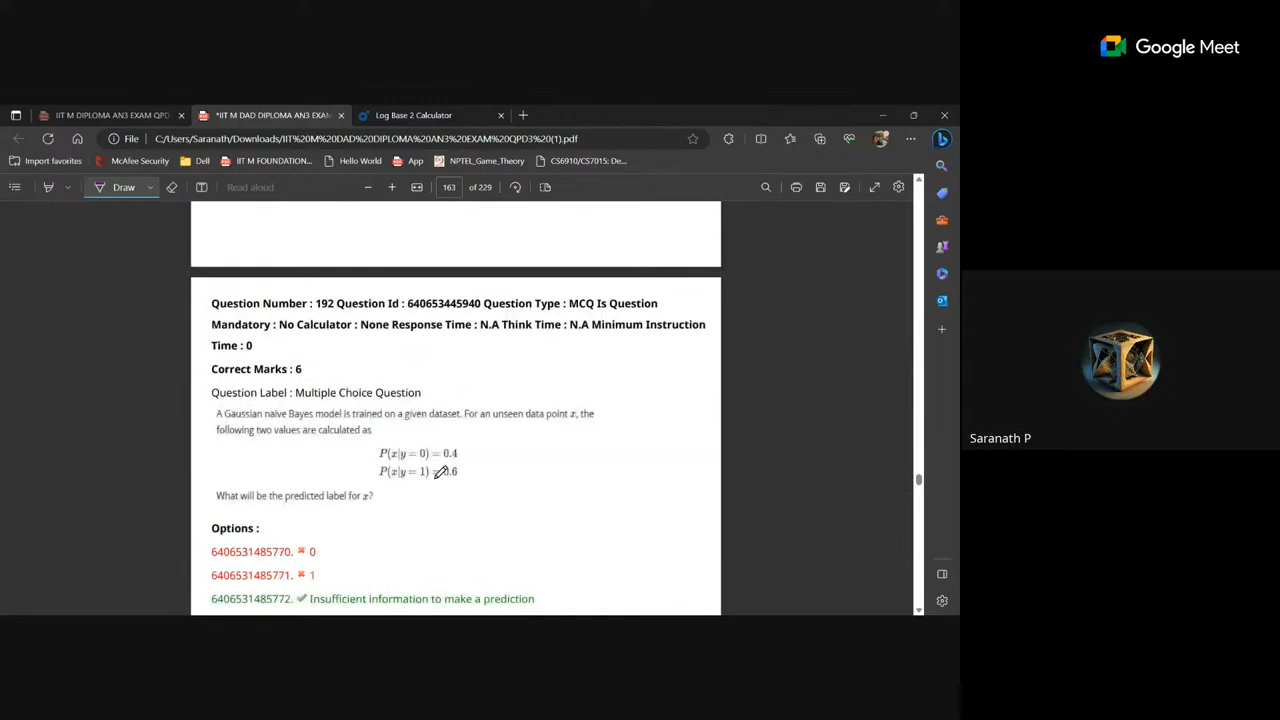 Google Meet
IIT M DIPLOMA AN3 EXAM QPD
*IIT M DAD DIPLOMA AN3 EXAM
Log Base 2 Calculator
File
C:/Users/Saranath/Downloads/IIT%20M%20DAD%20DIPLOMA%20AN3%20EXAM%20QPD3%20(1).pdf
Import favorites
McAfee Security
Dell
IIT M FOUNDATION...
Hello World
App
NPTEL_Game_Theory
CS6910/CS7015: De...
Draw
Read aloud
163 of 229
Question Number : 192 Question Id : 640653445940 Question Type : MCQ Is Question
Mandatory : No Calculator : None Response Time : N.A Think Time : N.A Minimum Instruction
Time : 0
Correct Marks : 6
Question Label : Multiple Choice Question
A Gaussian naive Bayes model is trained on a given dataset. For an unseen data point x, the
following two values are calculated as
P(x|y = 0) = 0.4
P(x|y = 1) = 0.6
What will be the predicted label for x?
Options :
6406531485770. ✖ 0
6406531485771. ✖ 1
6406531485772. ✔ Insufficient information to make a prediction
Saranath P